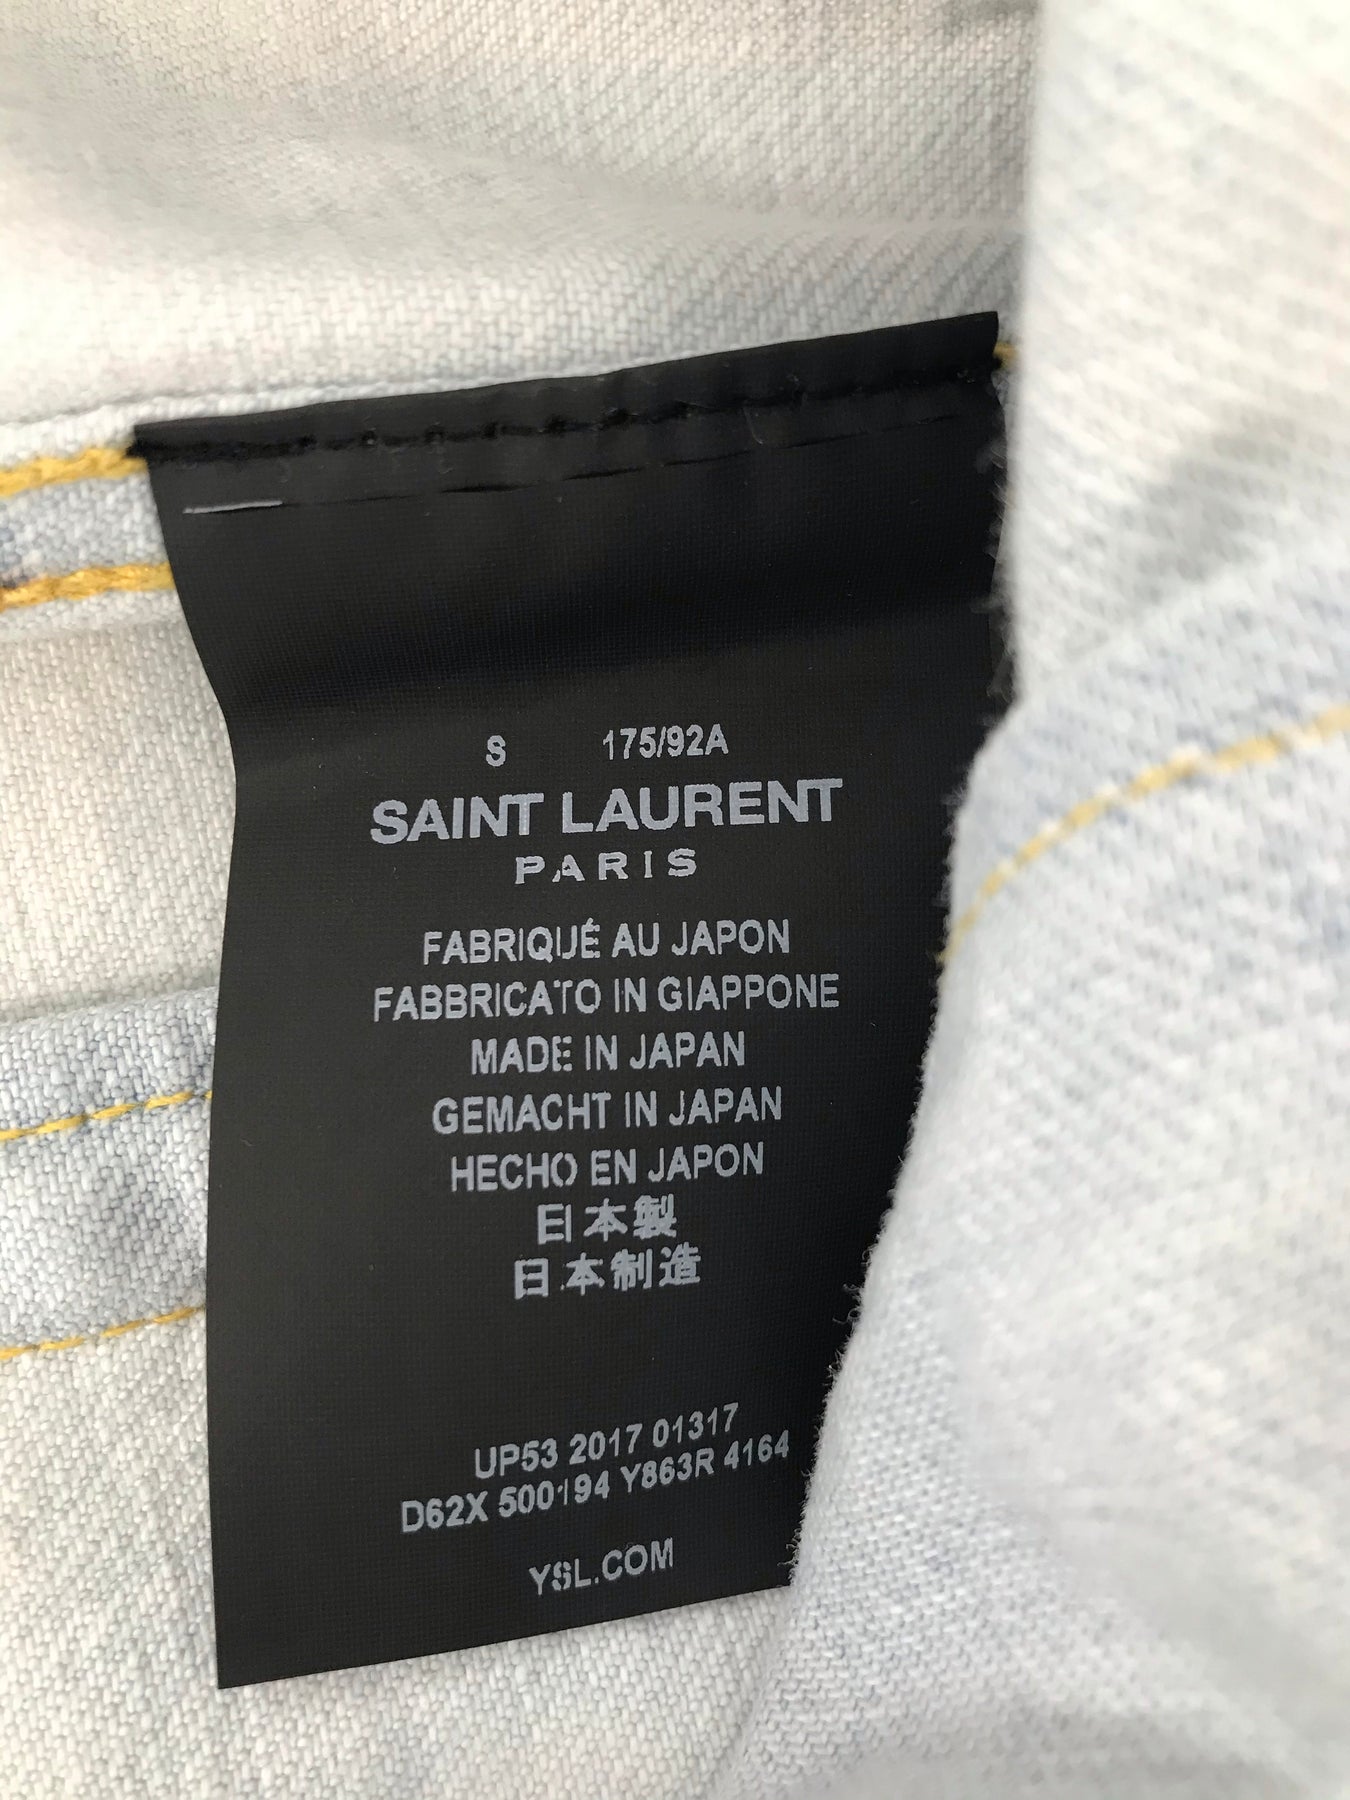 S 175/92A
SAINT LAURENT
PARIS
FABRIQUÉ AU JAPON
FABBRICATO IN GIAPPONE
MADE IN JAPAN
GEMACHT IN JAPAN
HECHO EN JAPON
日本製
日本制造
UP53 2017 01317
D62X 500194 Y863R 4164
YSL.COM